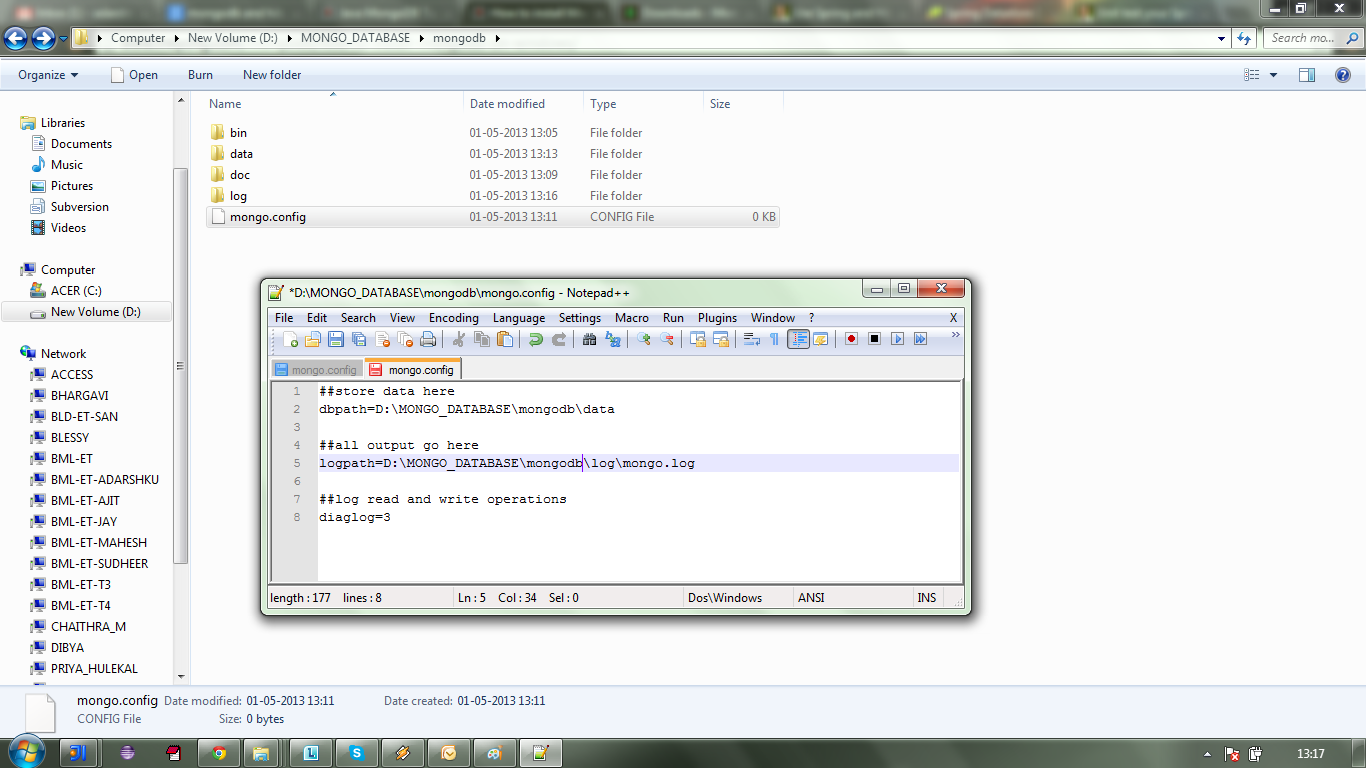 Computer New Volume (D:) MONGO_DATABASE mongodb
Search mo...
Organize Open Burn New folder
Name Date modified Type Size
bin 01-05-2013 13:05 File folder
data 01-05-2013 13:13 File folder
doc 01-05-2013 13:09 File folder
log 01-05-2013 13:16 File folder
mongo.config 01-05-2013 13:11 CONFIG File 0 KB
Libraries
Documents
Music
Pictures
Subversion
Videos
Computer
ACER (C:)
New Volume (D:)
Network
ACCESS
BHARGAVI
BLD-ET-SAN
BLESSY
BML-ET
BML-ET-ADARSHKU
BML-ET-AJIT
BML-ET-JAY
BML-ET-MAHESH
BML-ET-SUDHEER
BML-ET-T3
BML-ET-T4
CHAITHRA_M
DIBYA
PRIYA_HULEKAL
*D:\MONGO_DATABASE\mongodb\mongo.config - Notepad++
File Edit Search View Encoding Language Settings Macro Run Plugins Window ? X
mongo.config mongo.config
1 ##store data here
2 dbpath=D:\MONGO_DATABASE\mongodb\data
3
4 ##all output go here
5 logpath=D:\MONGO_DATABASE\mongodb\log\mongo.log
6
7 ##log read and write operations
8 diaglog=3
length : 177 lines : 8 Ln : 5 Col : 34 Sel : 0 Dos\Windows ANSI INS
mongo.config Date modified: 01-05-2013 13:11 Date created: 01-05-2013 13:11
CONFIG File Size: 0 bytes
13:17